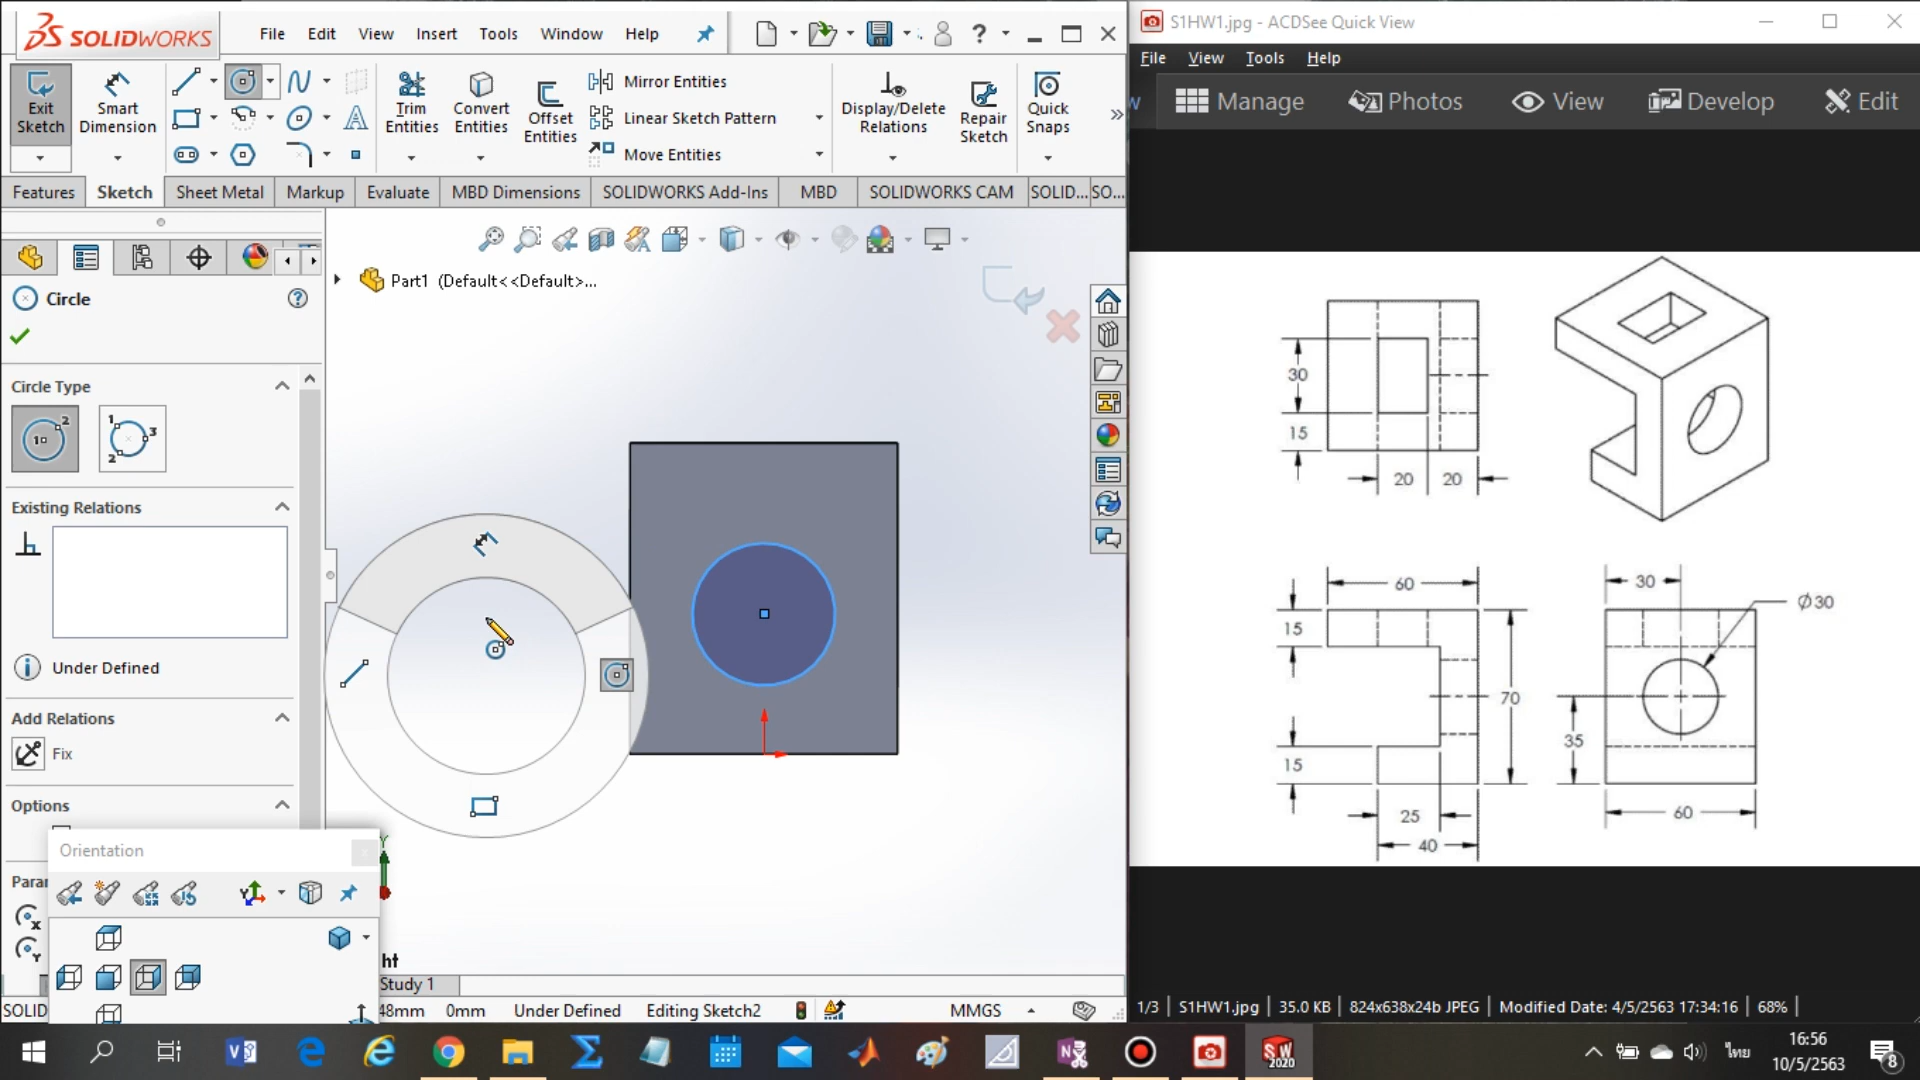 SOLIDWORKS
File Edit View Insert Tools Window Help
Exit Sketch
Smart Dimension
Trim Entities
Convert Entities
Offset Entities
Mirror Entities
Linear Sketch Pattern
Move Entities
Display/Delete Relations
Repair Sketch
Quick Snaps
Features Sketch Sheet Metal Markup Evaluate MBD Dimensions SOLIDWORKS Add-Ins MBD SOLIDWORKS CAM SOLID... SO...
Part1 (Default<<Default>...
Circle
Circle Type
Existing Relations
Under Defined
Add Relations
Fix
Options
Orientation
Parar
ht
Study 1
SOLID
48mm 0mm Under Defined Editing Sketch2 MMGS
S1HW1.jpg - ACDSee Quick View
File View Tools Help
w Manage Photos View Develop Edit
30
15
20 20
60
15
70
15
25
40
30
Ø30
35
60
1/3 S1HW1.jpg 35.0 KB 824x638x24b JPEG Modified Date: 4/5/2563 17:34:16 68%
SW 2020
ไทย
16:56
10/5/2563
8